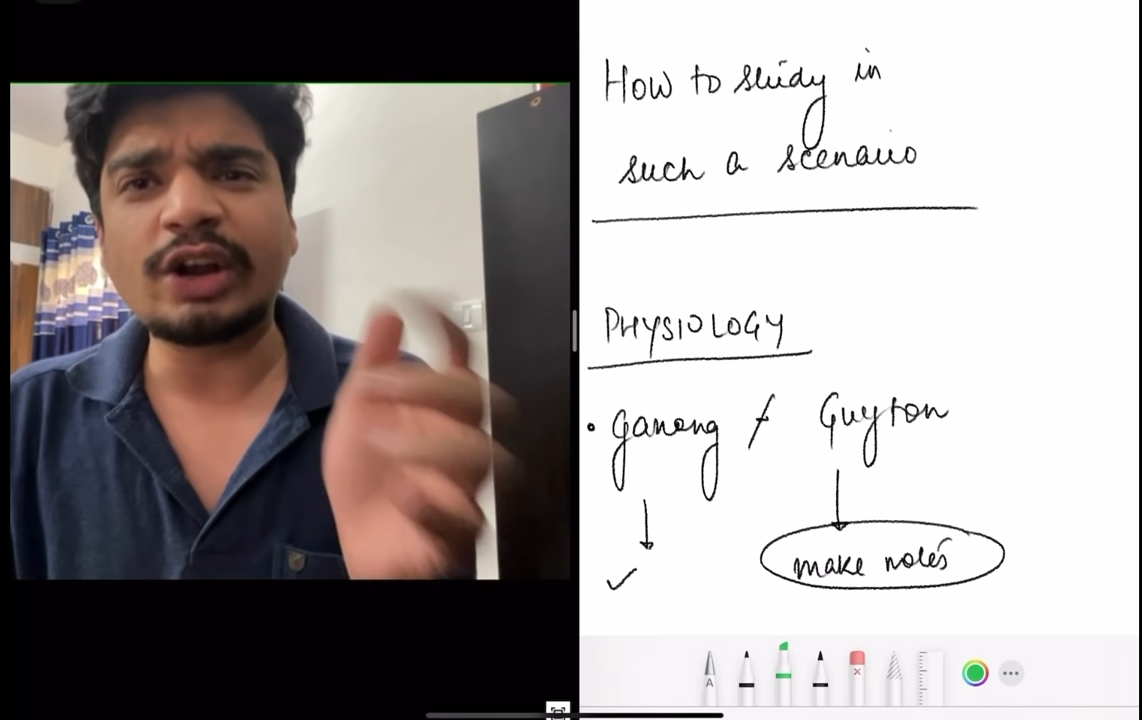 How to study in
such a scenario
PHYSIOLOGY
• Ganong / Guyton
make notes
A